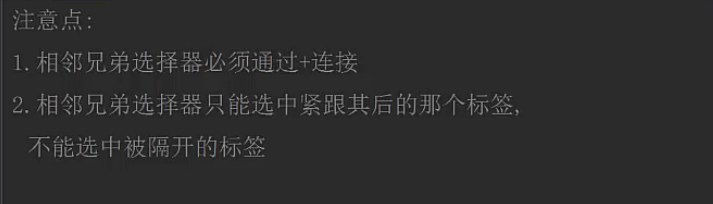 注意点:
1.相邻兄弟选择器必须通过+连接
2.相邻兄弟选择器只能选中紧跟其后的那个标签,
不能选中被隔开的标签